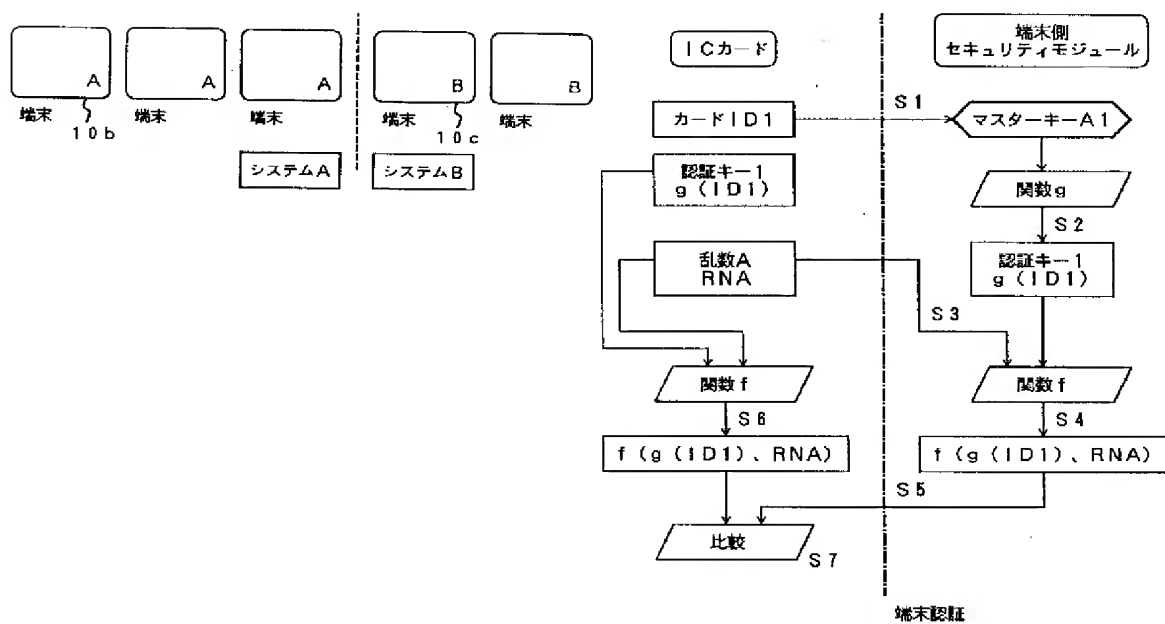 A
A
A
B
B
端末
端末
端末
端末
端末
10b
10c
システムA
システムB
ICカード
端末側
セキュリティモジュール
カードID1
S1
マスターキーA1
認証キー1
g(ID1)
関数g
S2
乱数A
RNA
認証キー1
g(ID1)
S3
関数f
関数f
S6
S4
f(g(ID1)、RNA)
f(g(ID1)、RNA)
S5
比較
S7
端末認証